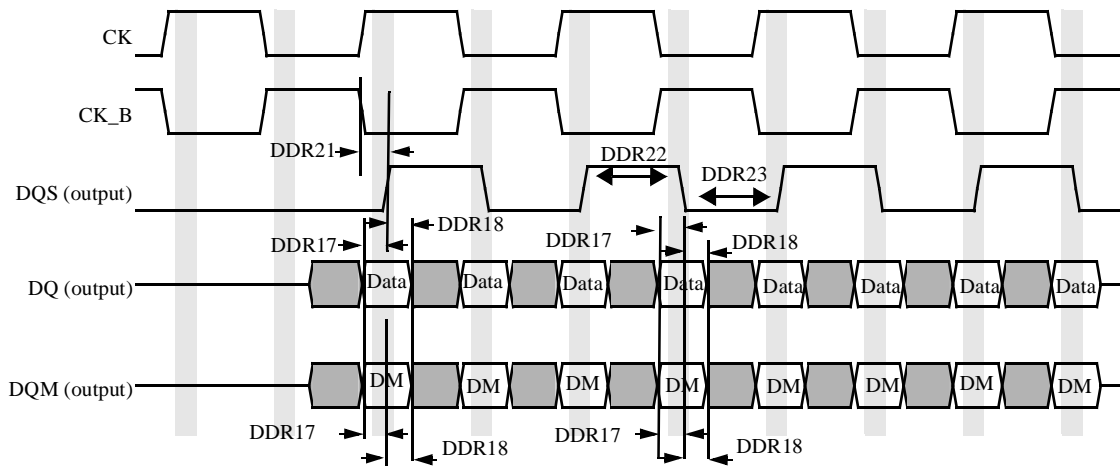 CK
CK_B
DDR21
DDR22
DDR23
DQS (output)
DDR17
DDR18
DDR17
DDR18
DQ (output)
Data
Data
Data
Data
Data
Data
Data
Data
DQM (output)
DM
DM
DM
DM
DM
DM
DM
DM
DDR17
DDR18
DDR17
DDR18